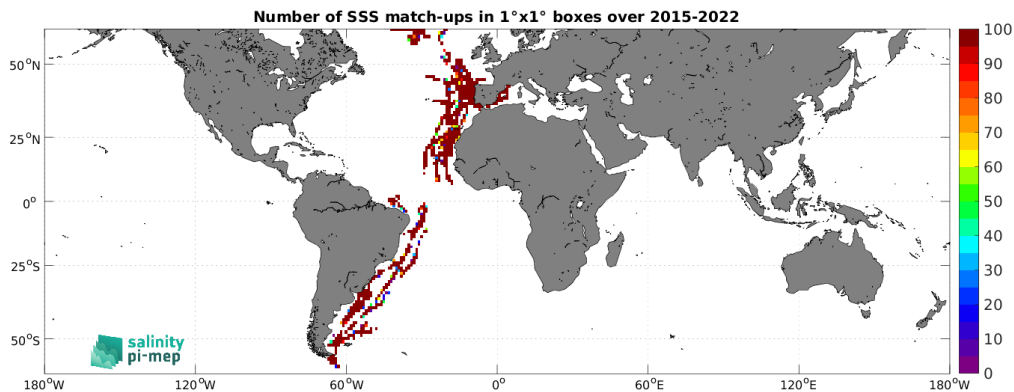 Number of SSS match-ups in 1°x1° boxes over 2015-2022
50°N
25°N
0°
25°S
50°S
180°W
120°W
60°W
0°
60°E
120°E
180°W
100
90
80
70
60
50
40
30
20
10
0
salinity
pi-mep